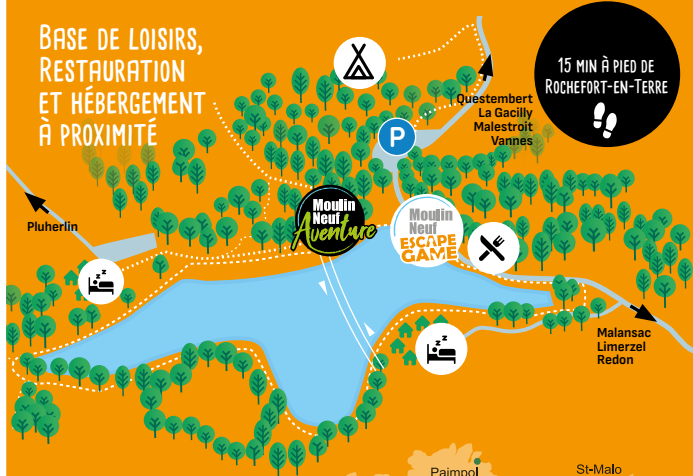 BASE DE LOISIRS,
RESTAURATION
ET HÉBERGEMENT
À PROXIMITÉ
15 MIN À PIED DE
ROCHEFORT-EN-TERRE
Questembert
La Gacilly
Malestroit
Vannes
P
Pluherlin
Moulin
Neuf
Aventure
Moulin
Neuf
ESCAPE
GAME
z z
z z
Malansac
Limerzel
Redon
Paimpol
St-Malo